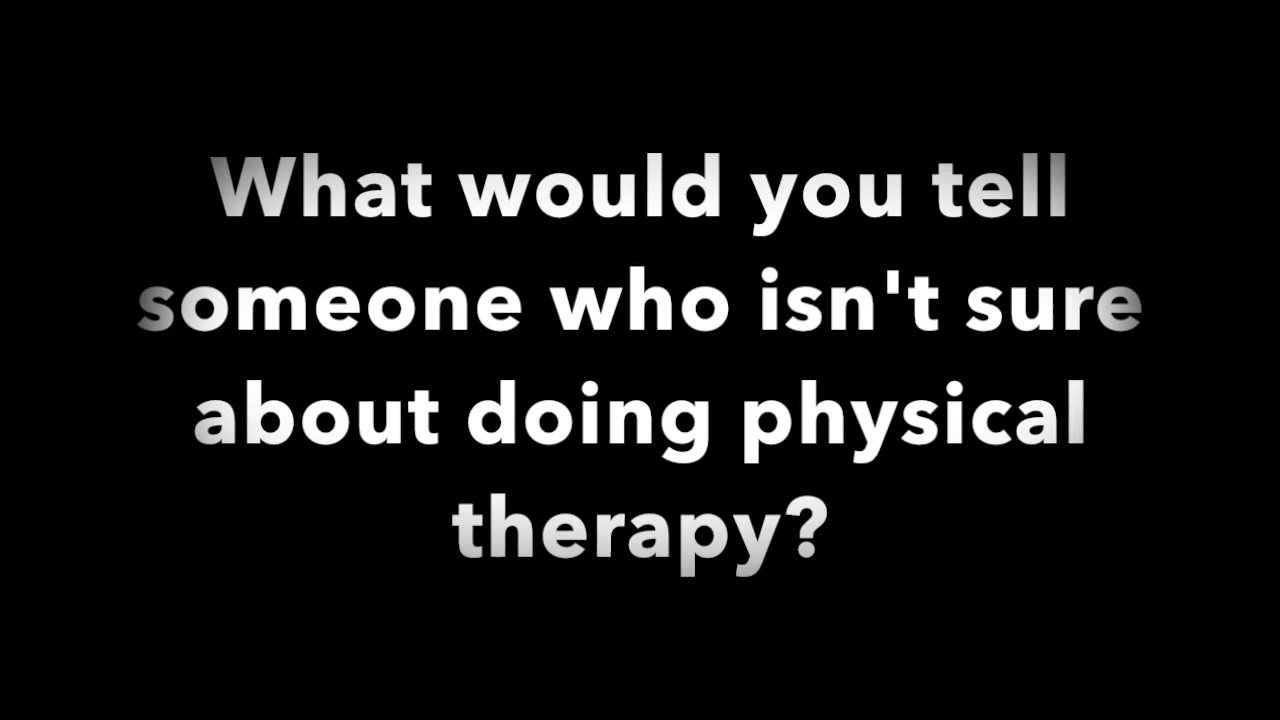 What would you tell
someone who isn't sure
about doing physical
therapy?